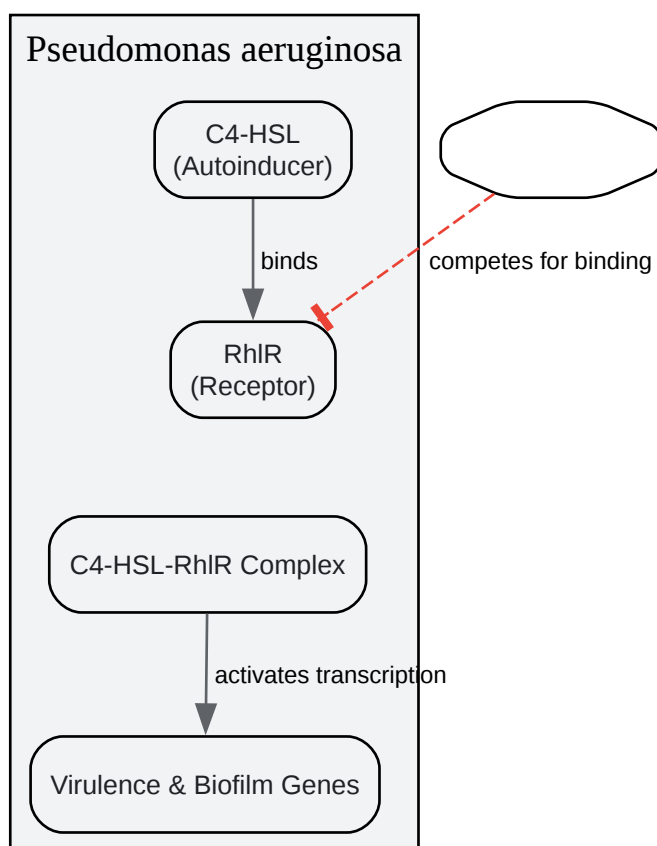 Pseudomonas aeruginosa
C4-HSL
(Autoinducer)
binds
competes for binding
RhlR
(Receptor)
C4-HSL-RhlR Complex
activates transcription
Virulence & Biofilm Genes